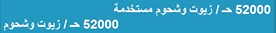 52000 حـ / زيوت وشحوم مستخدمة
52000 حـ / زيوت وشحوم